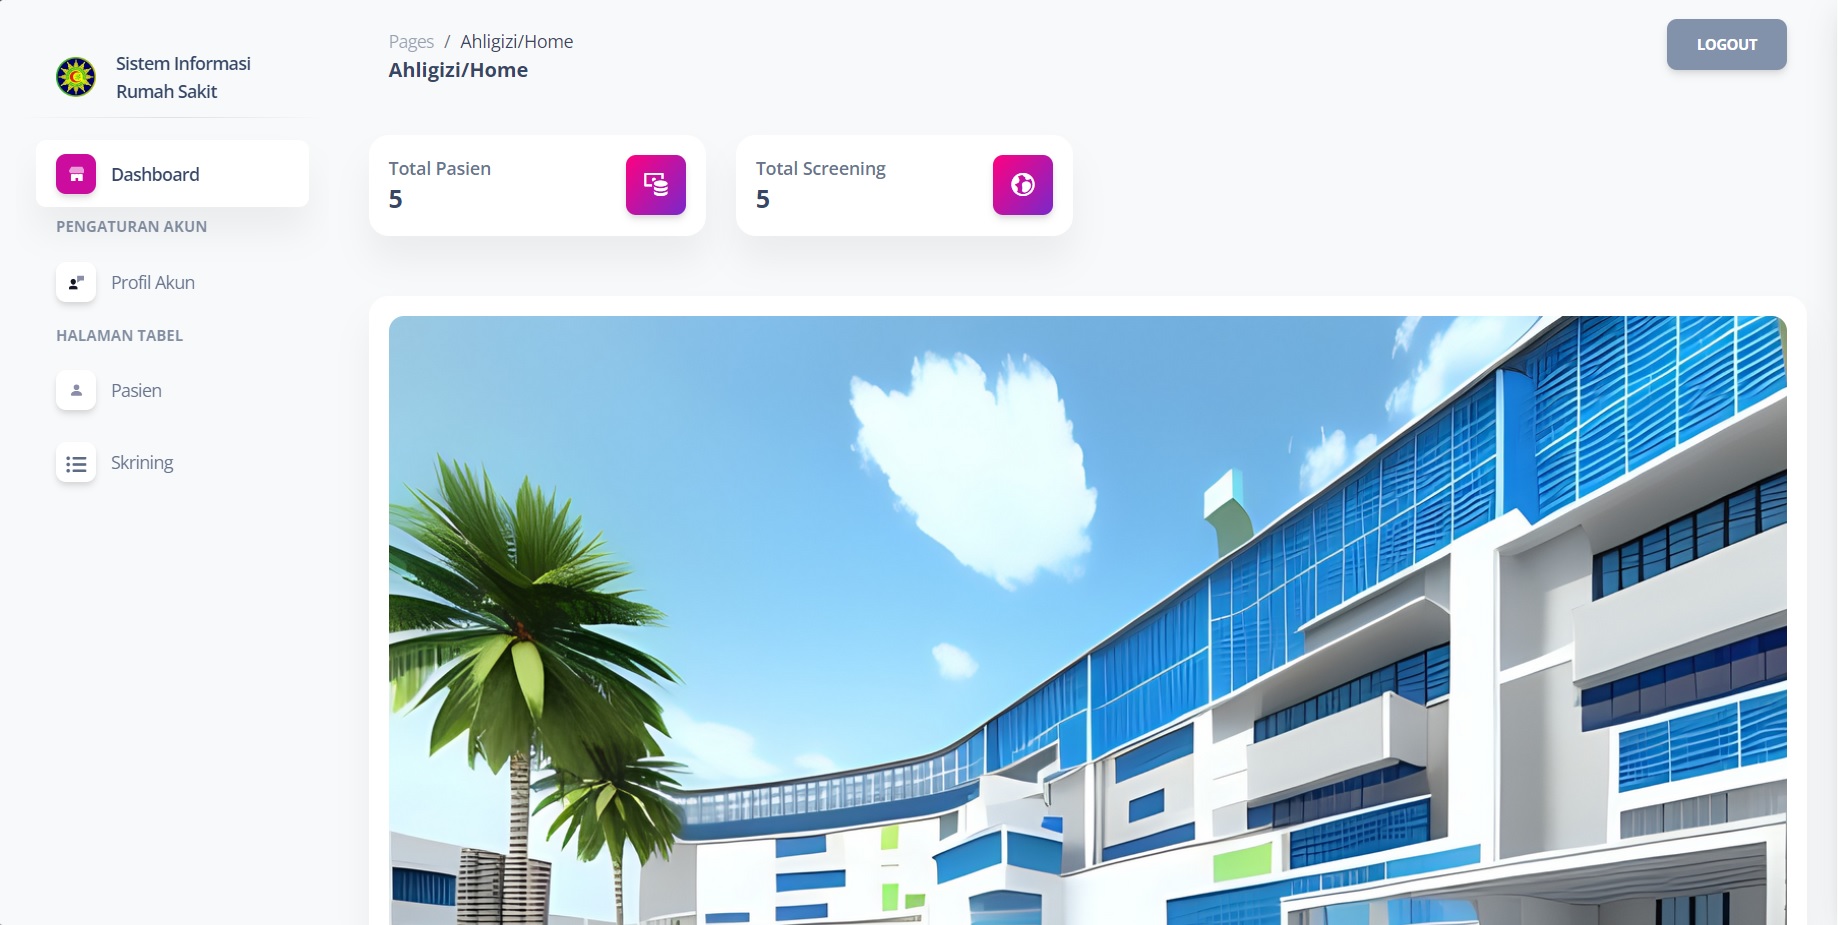 Sistem Informasi
Rumah Sakit
Dashboard
PENGATURAN AKUN
Profil Akun
HALAMAN TABEL
Pasien
Skrining
Pages / Ahligizi/Home
Ahligizi/Home
LOGOUT
Total Pasien
5
Total Screening
5